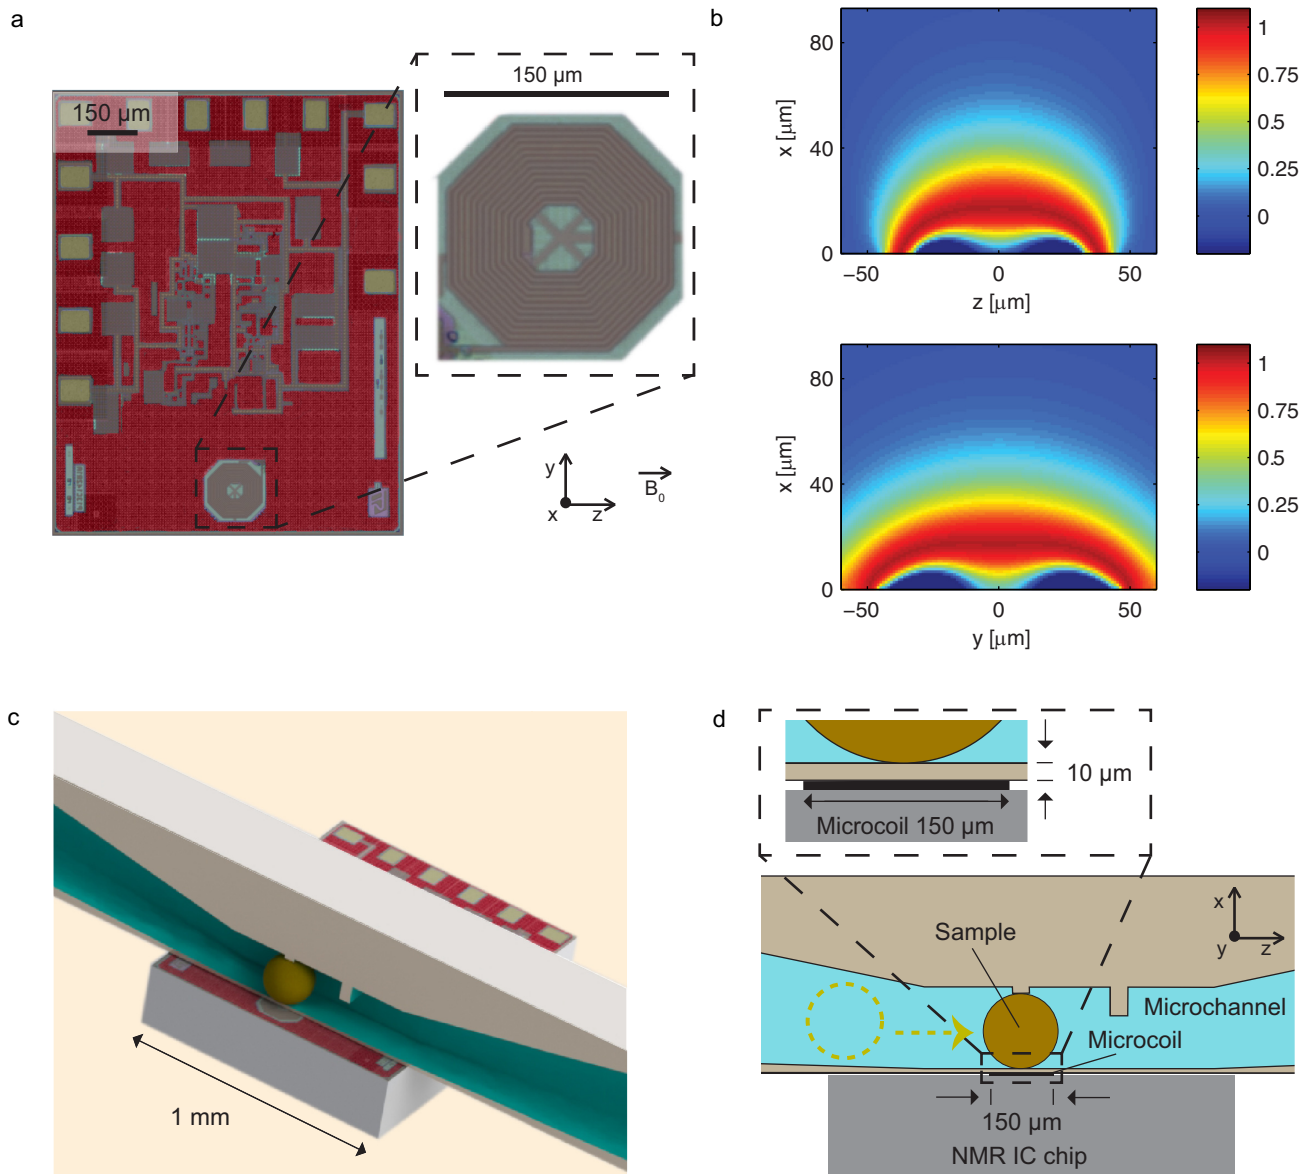 a
150 µm
150 µm
y
x
z
B0
b
x [µm]
80
40
0
−50
0
50
z [µm]
1
0.75
0.5
0.25
0
x [µm]
80
40
0
−50
0
50
y [µm]
1
0.75
0.5
0.25
0
c
1 mm
d
10 µm
Microcoil 150 µm
Sample
x
y
z
Microchannel
Microcoil
150 µm
NMR IC chip